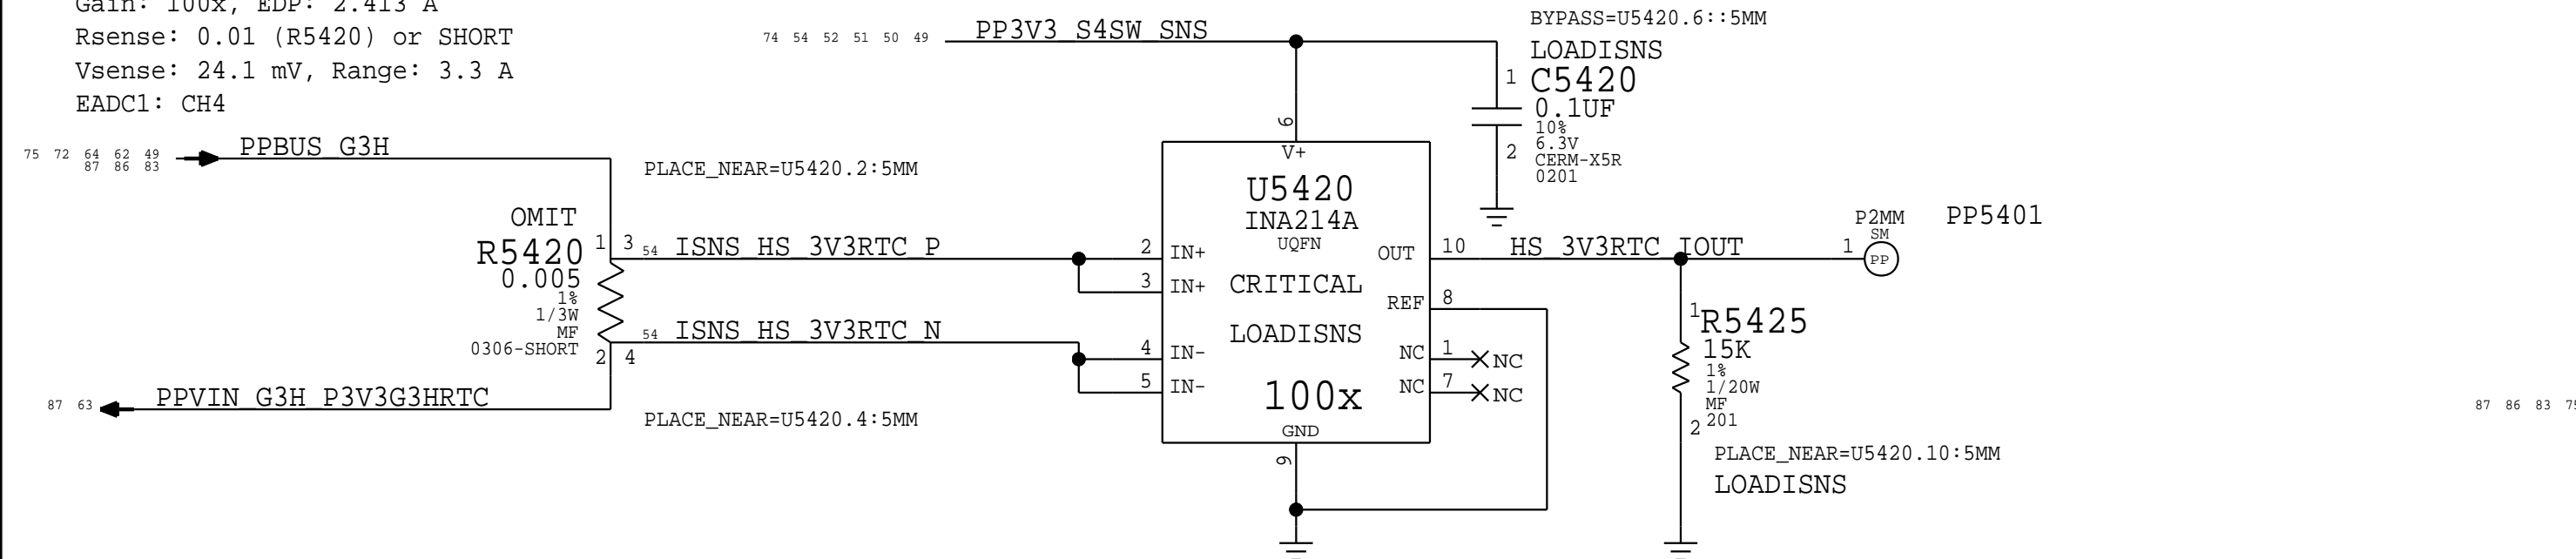 Gain: 100x, EDP: 2.413 A
Rsense: 0.01 (R5420) or SHORT
Vsense: 24.1 mV, Range: 3.3 A
EADC1: CH4
75 72 64 62 49
87 86 83
PPBUS_G3H
PLACE_NEAR=U5420.2:5MM
OMIT
R5420
0.005
1%
1/3W
MF
0306-SHORT
1 3
2 4
54 ISNS_HS_3V3RTC_P
54 ISNS_HS_3V3RTC_N
87 63
PPVIN_G3H_P3V3G3HRTC
PLACE_NEAR=U5420.4:5MM
74 54 52 51 50 49
PP3V3_S4SW_SNS
6
V+
U5420
INA214A
UQFN
CRITICAL
LOADISNS
100x
GND
9
2 IN+
3 IN+
4 IN-
5 IN-
OUT 10
REF 8
NC 1 NC
NC 7 NC
BYPASS=U5420.6::5MM
LOADISNS
1 C5420
0.1UF
10%
6.3V
2 CERM-X5R
0201
HS_3V3RTC_IOUT
P2MM
SM
1 PP
PP5401
1 R5425
15K
1%
1/20W
MF
2 201
PLACE_NEAR=U5420.10:5MM
LOADISNS
87 86 83